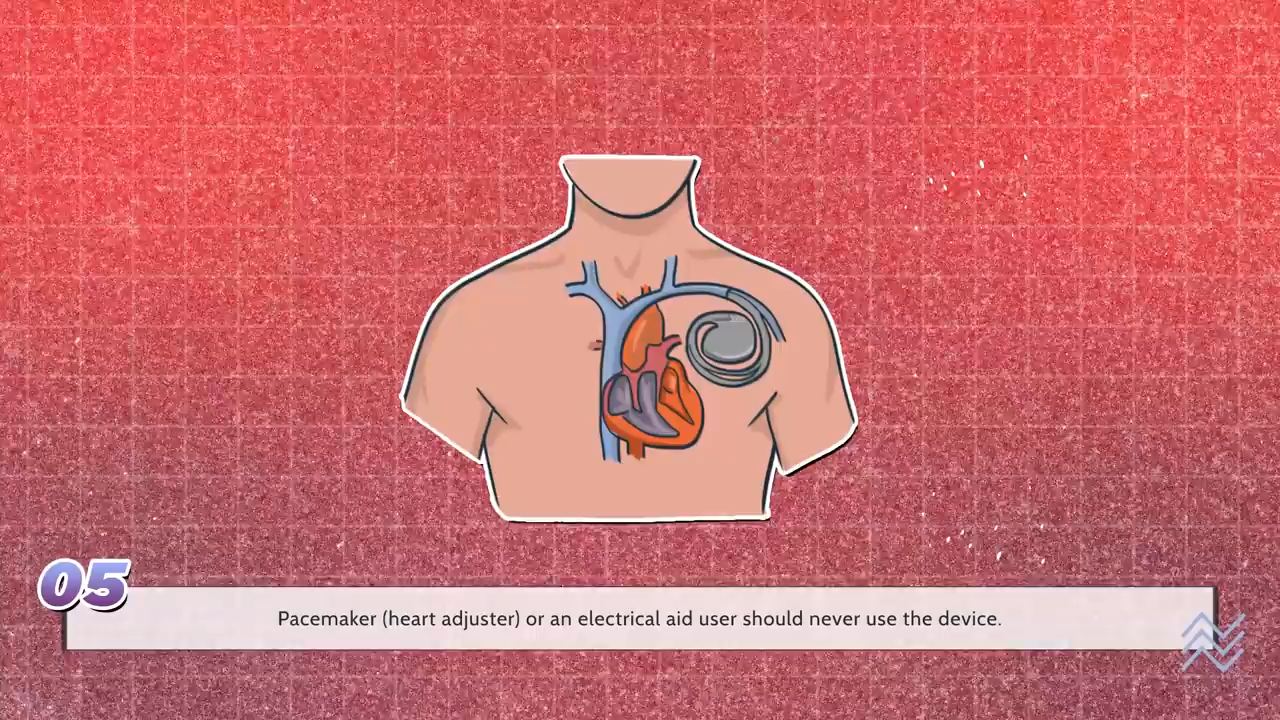 05
Pacemaker (heart adjuster) or an electrical aid user should never use the device.